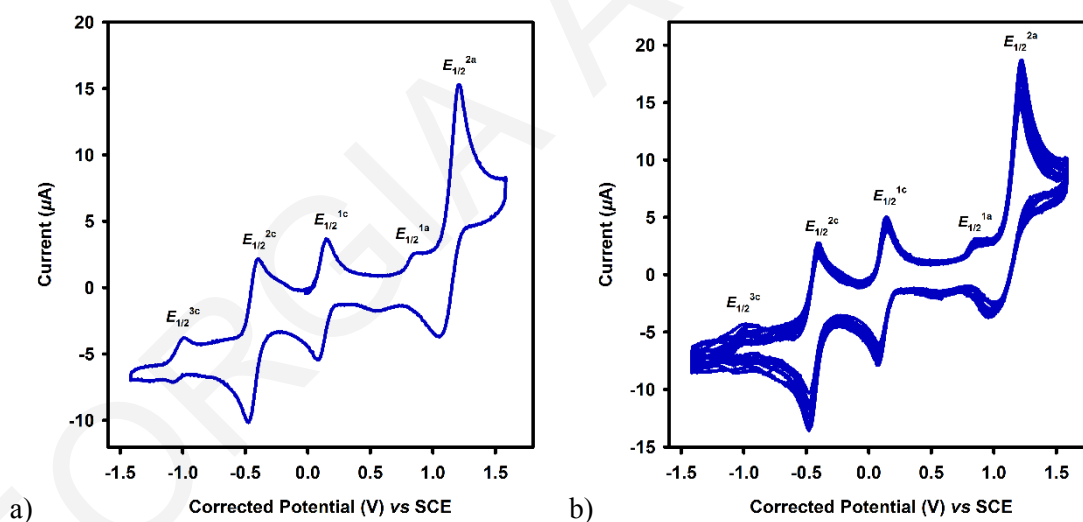 20
15
10
5
0
-5
-10
-1.5 -1.0 -0.5 0.0 0.5 1.0 1.5
Current (µA)
Corrected Potential (V) vs SCE
E1/2 3c
E1/2 2c
E1/2 1c
E1/2 1a
E1/2 2a
a)
20
15
10
5
0
-5
-10
-15
-1.5 -1.0 -0.5 0.0 0.5 1.0 1.5
Current (µA)
Corrected Potential (V) vs SCE
E1/2 3c
E1/2 2c
E1/2 1c
E1/2 1a
E1/2 2a
b)
ORGIA A